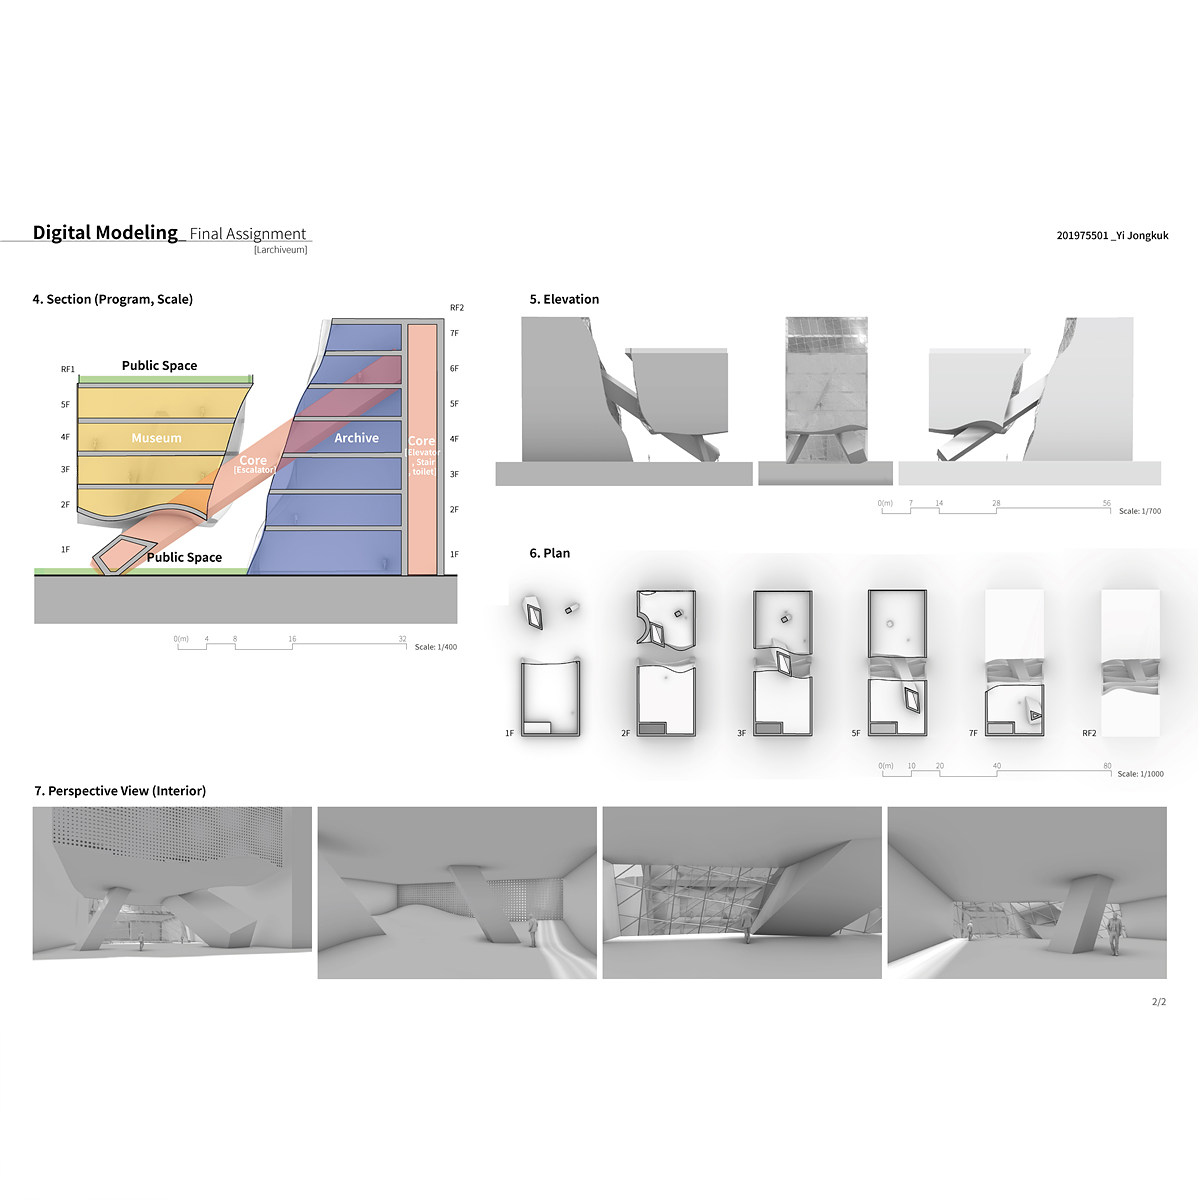 Digital Modeling_ Final Assignment
[Larchiveum]
201975501 _Yi Jongkuk
4. Section (Program, Scale)
RF2
7F
6F
5F
4F
3F
2F
1F
RF1
5F
4F
3F
2F
1F
Public Space
Museum
Archive
Core
[Escalator]
Core
[Elevator
, Stair
toilet]
Public Space
0(m) 4 8 16 32
Scale: 1/400
5. Elevation
0(m) 7 14 28 56
Scale: 1/700
6. Plan
1F
2F
3F
5F
7F
RF2
0(m) 10 20 40 80
Scale: 1/1000
7. Perspective View (Interior)
2/2